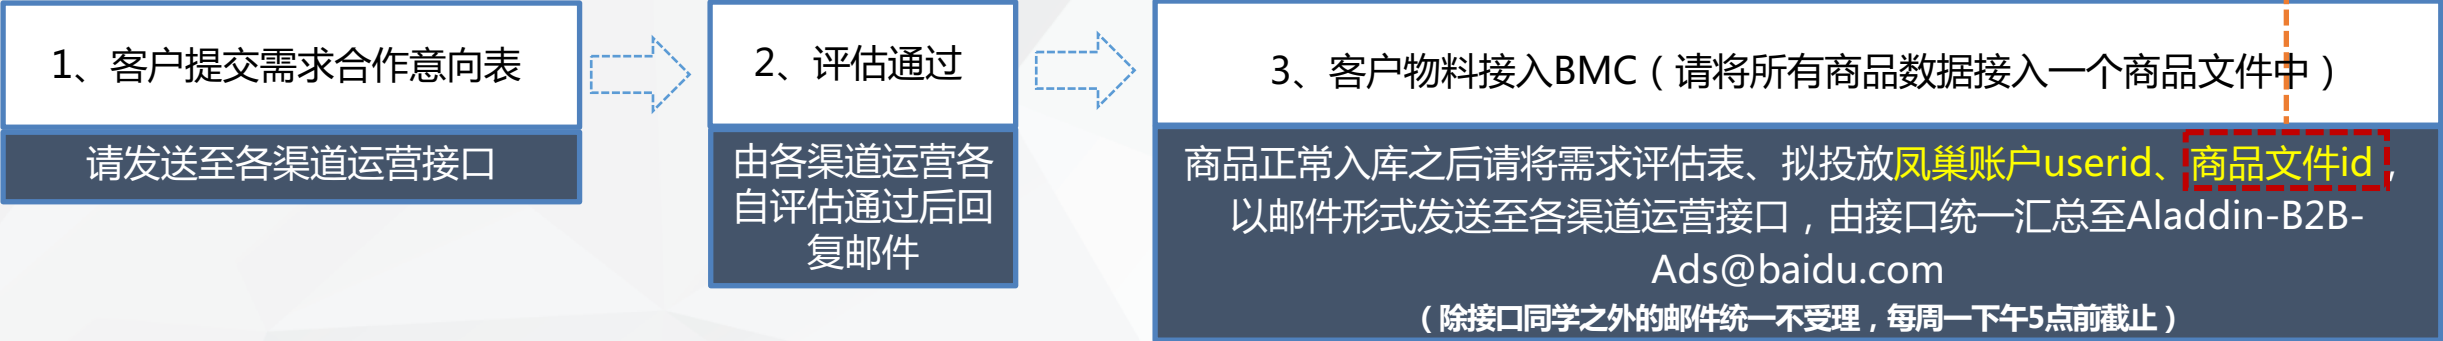 1、客户提交需求合作意向表
请发送至各渠道运营接口
2、评估通过
由各渠道运营各
自评估通过后回
复邮件
3、客户物料接入BMC（请将所有商品数据接入一个商品文件中）
商品正常入库之后请将需求评估表、拟投放凤巢账户userid、商品文件id，
以邮件形式发送至各渠道运营接口，由接口统一汇总至Aladdin-B2B-
Ads@baidu.com
（除接口同学之外的邮件统一不受理，每周一下午5点前截止）